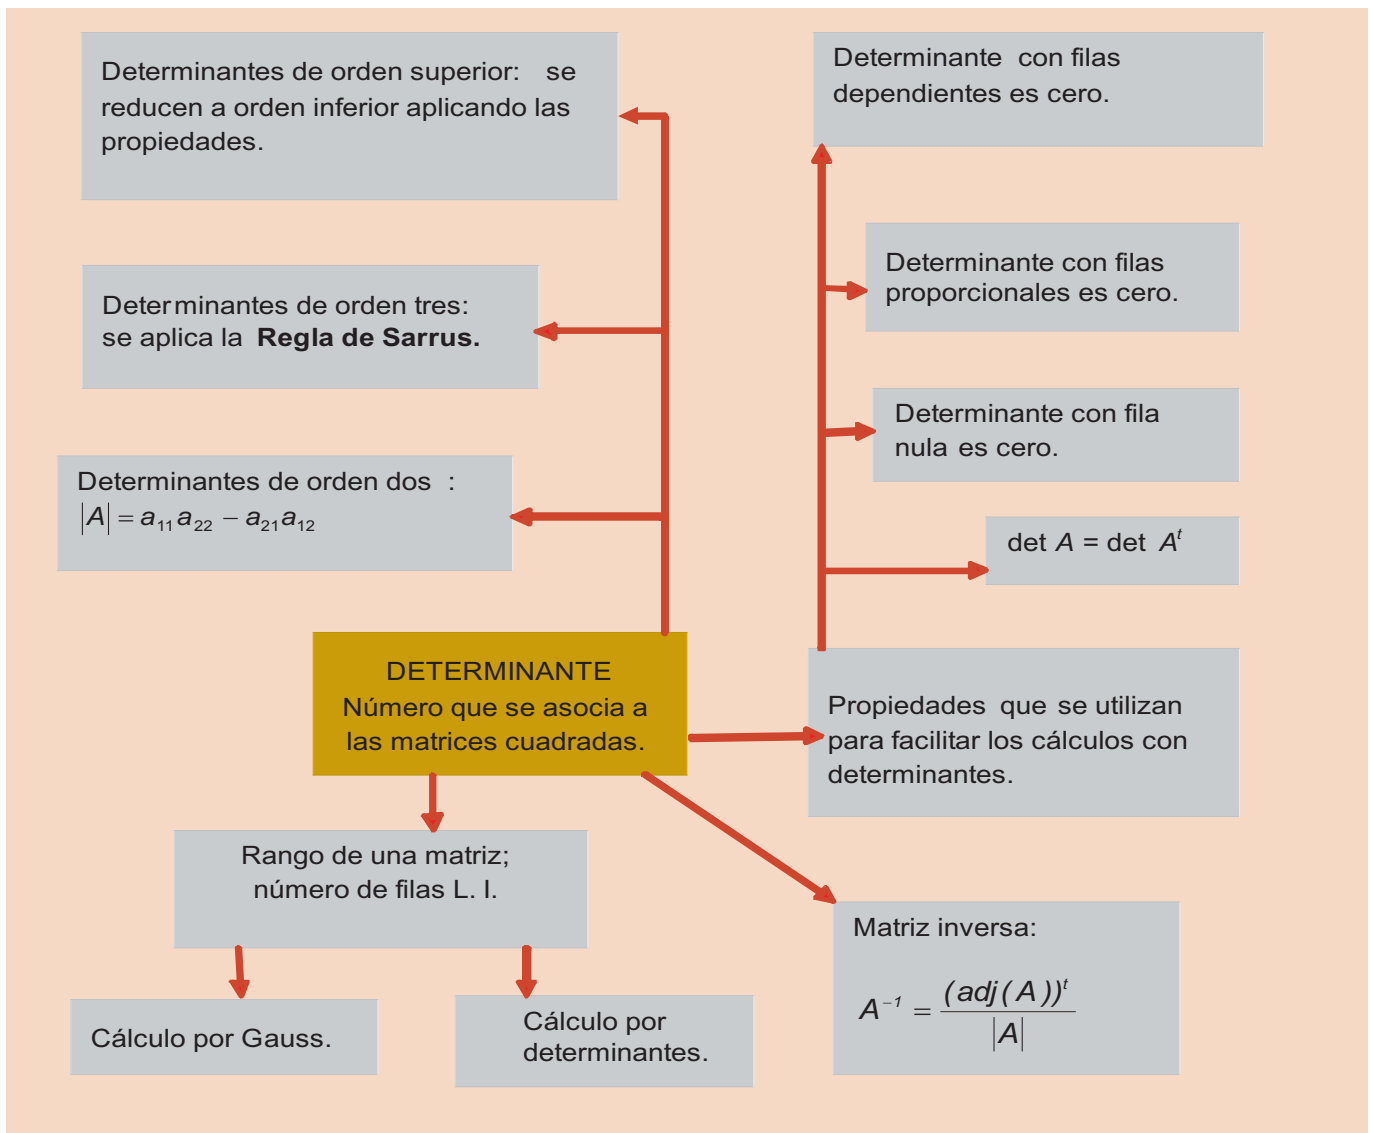 Determinantes de orden superior: se
reducen a orden inferior aplicando las
propiedades.
Determinante con filas
dependientes es cero.
Determinante con filas
proporcionales es cero.
Determinantes de orden tres:
se aplica la Regla de Sarrus.
Determinante con fila
nula es cero.
Determinantes de orden dos :
|A| = a₁₁a₂₂ − a₂₁a₁₂
det A = det Aᵗ
DETERMINANTE
Número que se asocia a
las matrices cuadradas.
Propiedades que se utilizan
para facilitar los cálculos con
determinantes.
Rango de una matriz;
número de filas L. I.
Matriz inversa:
A⁻¹ = (adj(A))ᵗ / |A|
Cálculo por Gauss.
Cálculo por
determinantes.